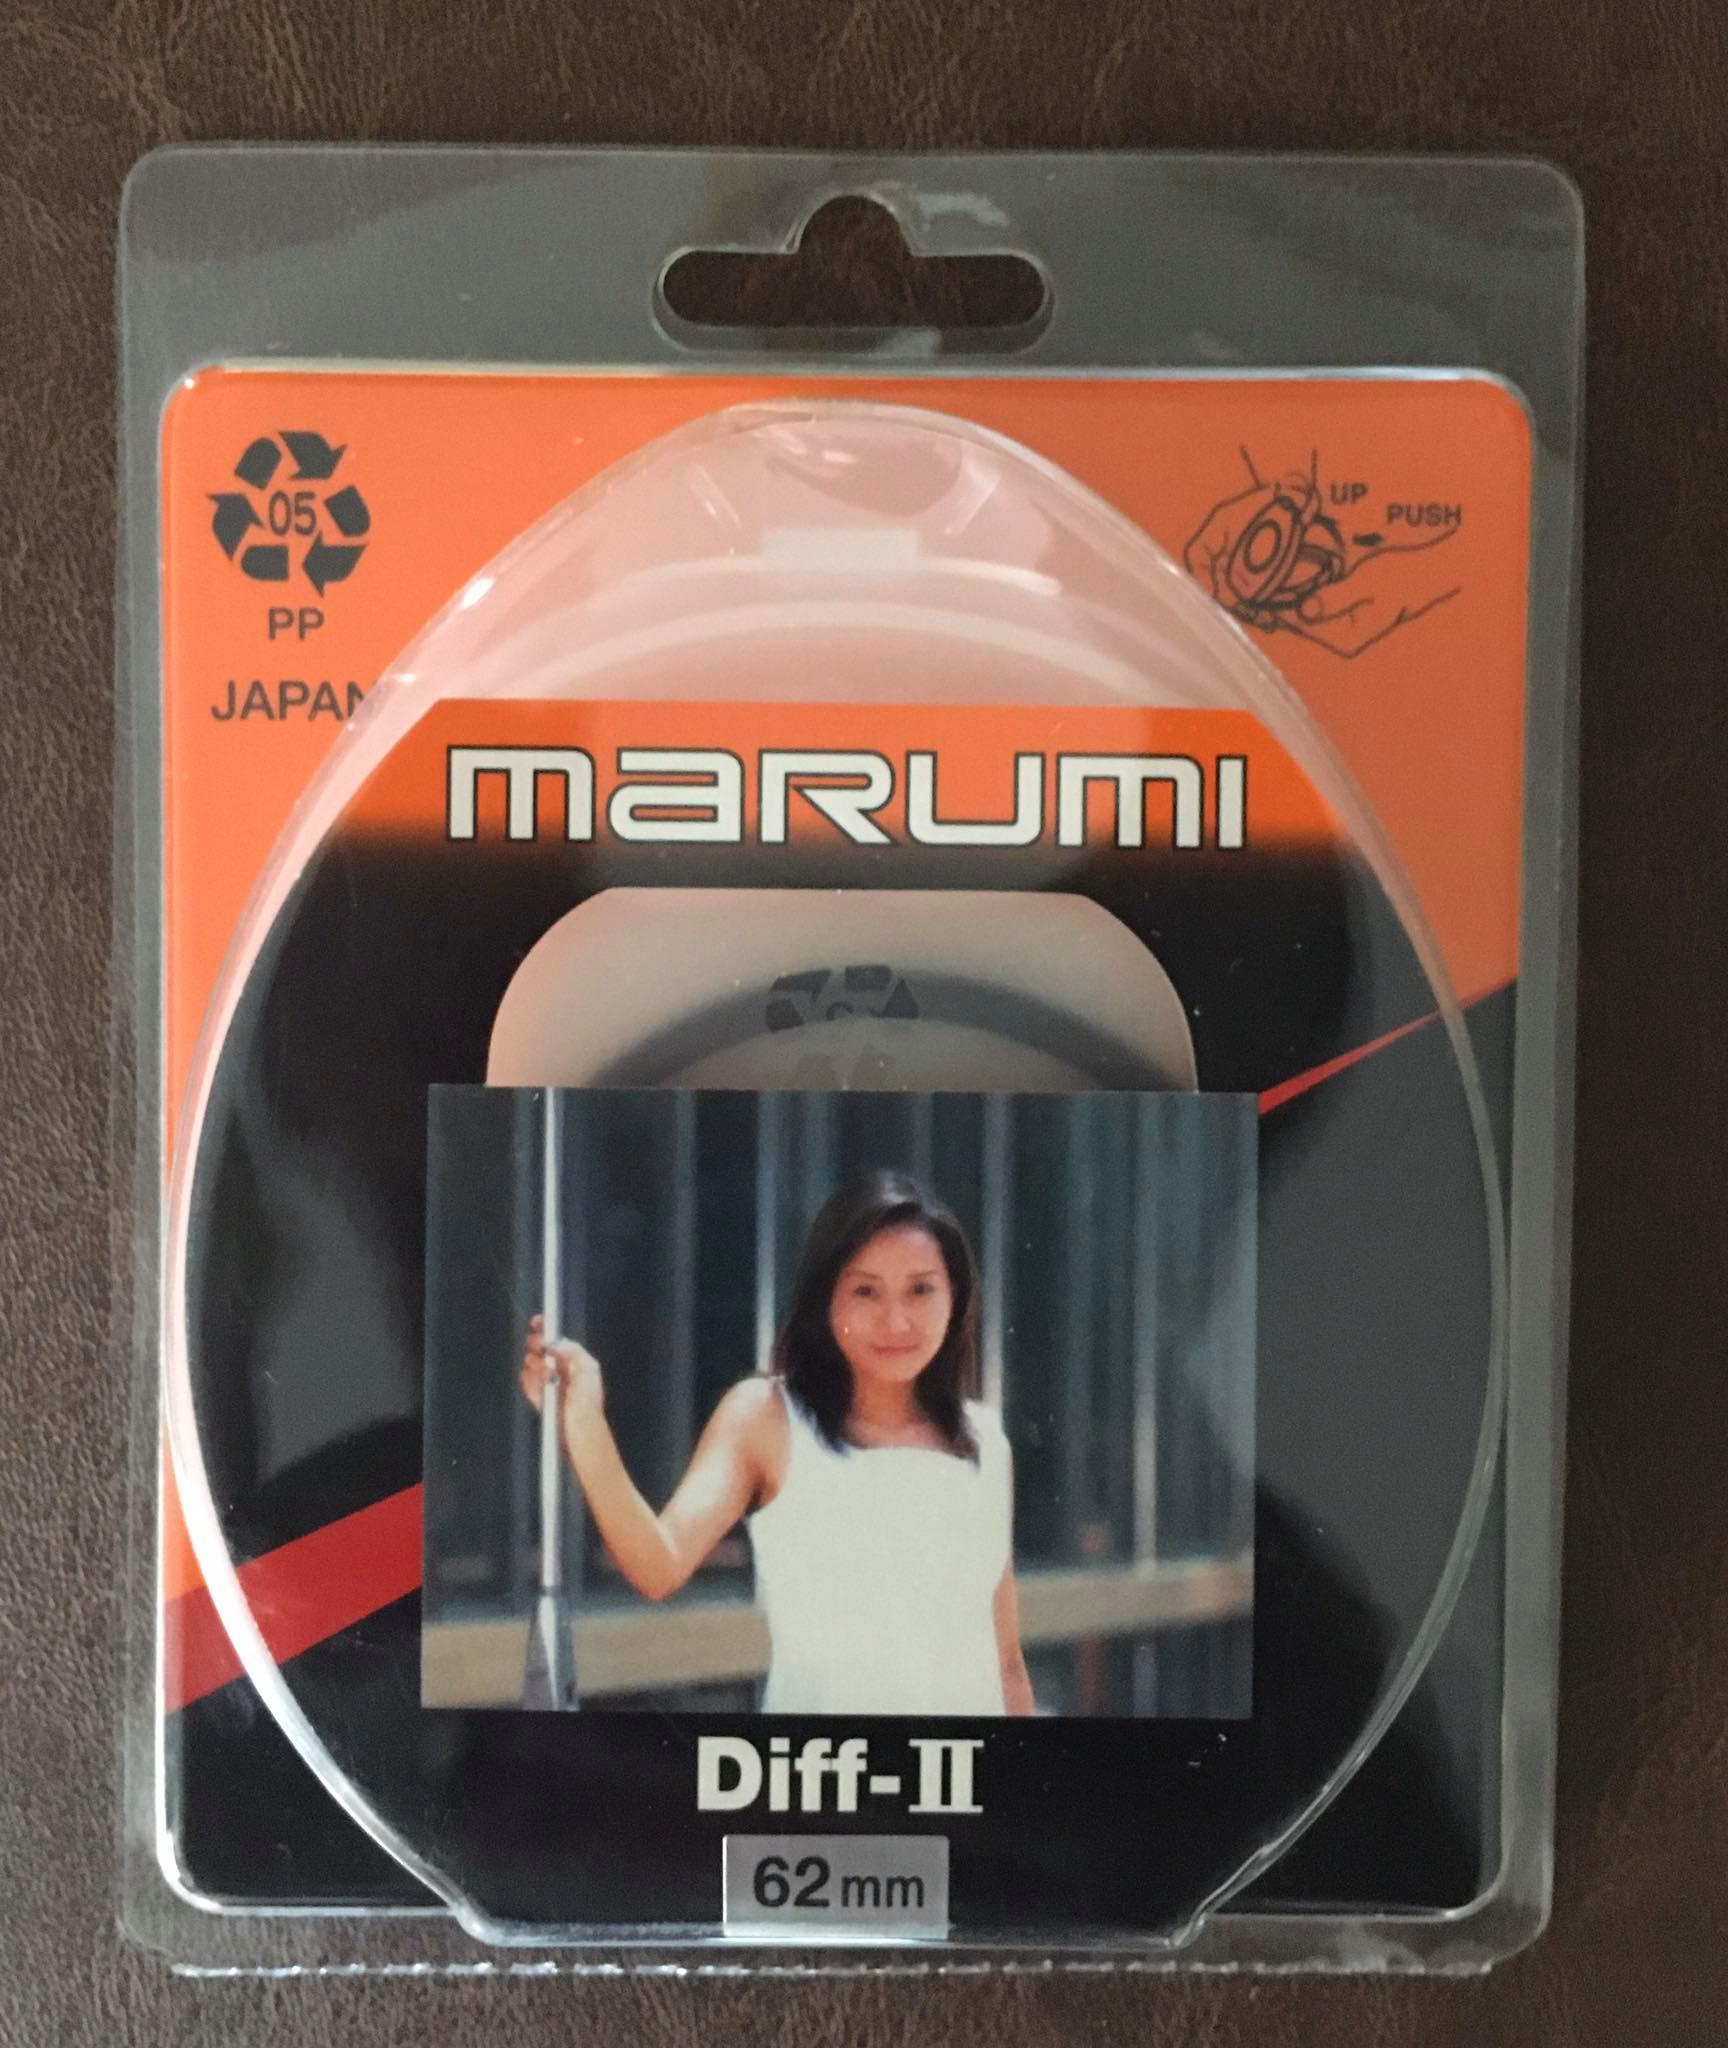 05
PP
JAPAN
UP
PUSH
marumi
Diff-II
62mm